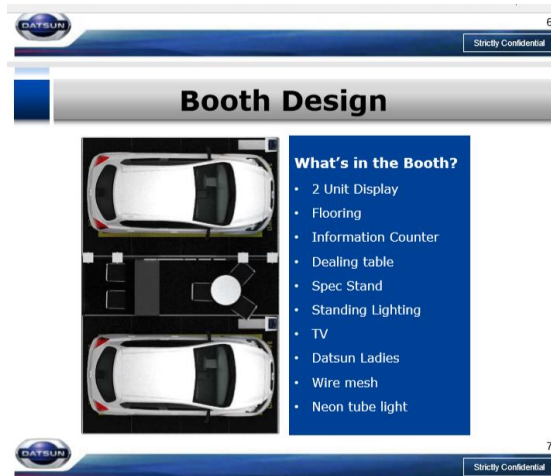 DATSUN
6
Strictly Confidential
Booth Design
What's in the Booth?
• 2 Unit Display
• Flooring
• Information Counter
• Dealing table
• Spec Stand
• Standing Lighting
• TV
• Datsun Ladies
• Wire mesh
• Neon tube light
DATSUN
7
Strictly Confidential